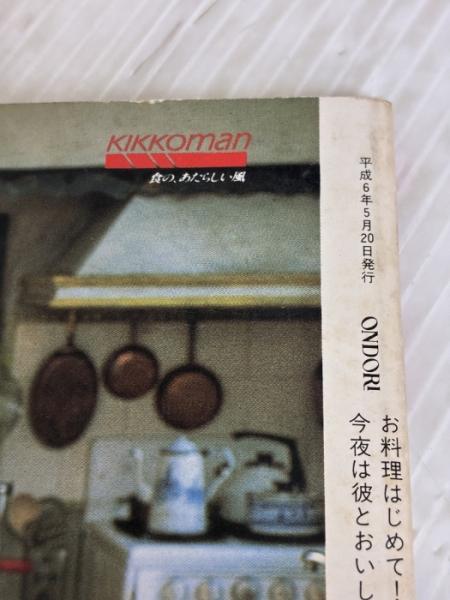 KIKKOMAN
食の、あたらしい風
平成6年5月20日発行
ONDORI
お料理はじめて!
今夜は彼とおいし